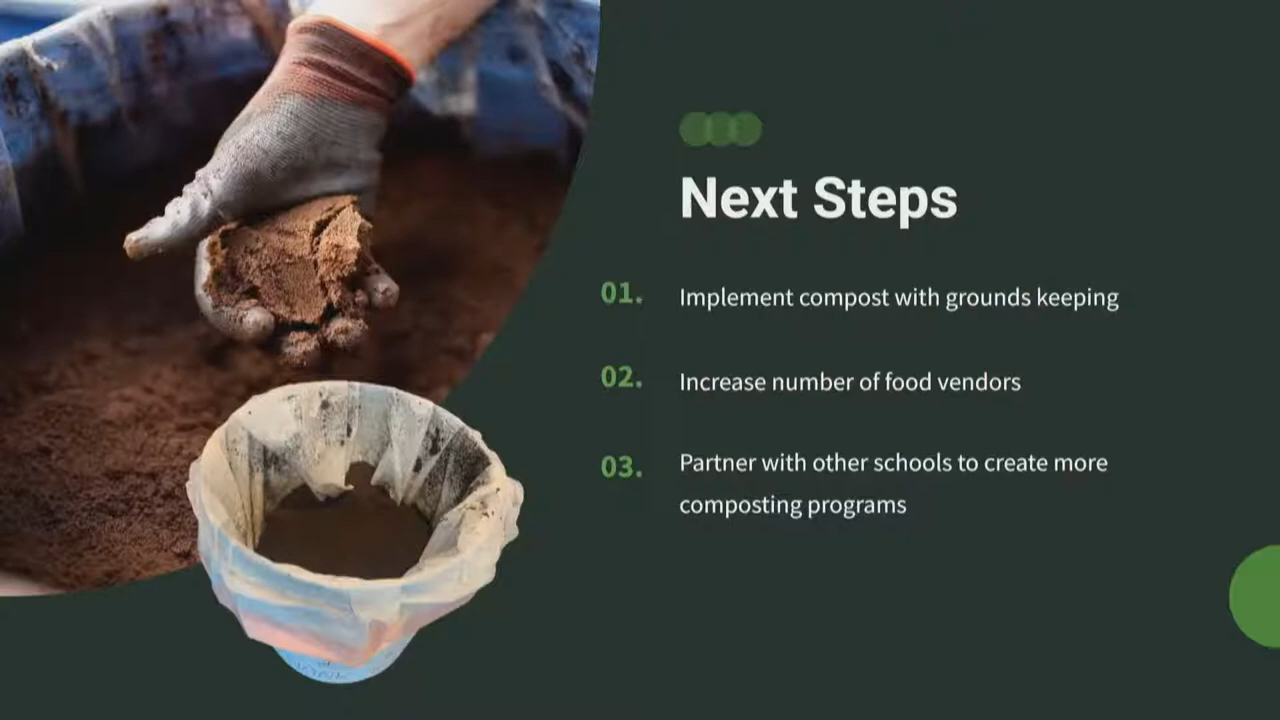 Next Steps
01. Implement compost with grounds keeping
02. Increase number of food vendors
03. Partner with other schools to create more
composting programs